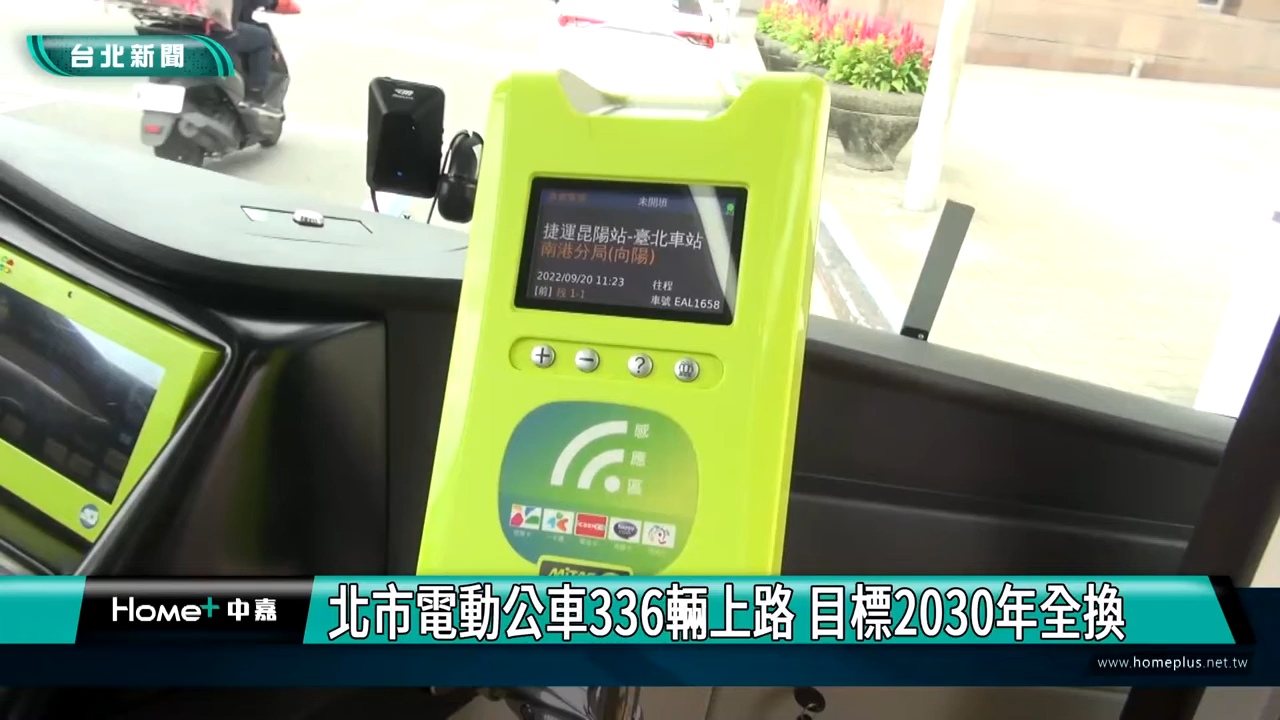 台北新聞
未開班
捷運昆陽站-臺北車站
南港分局(向陽)
2022/09/20 11:23 往程
[前] 段 1-1 車號 EAL1658
+ - ?
感
應
區
MiTAC
Home+中嘉 北市電動公車336輛上路 目標2030年全換
www.homeplus.net.tw